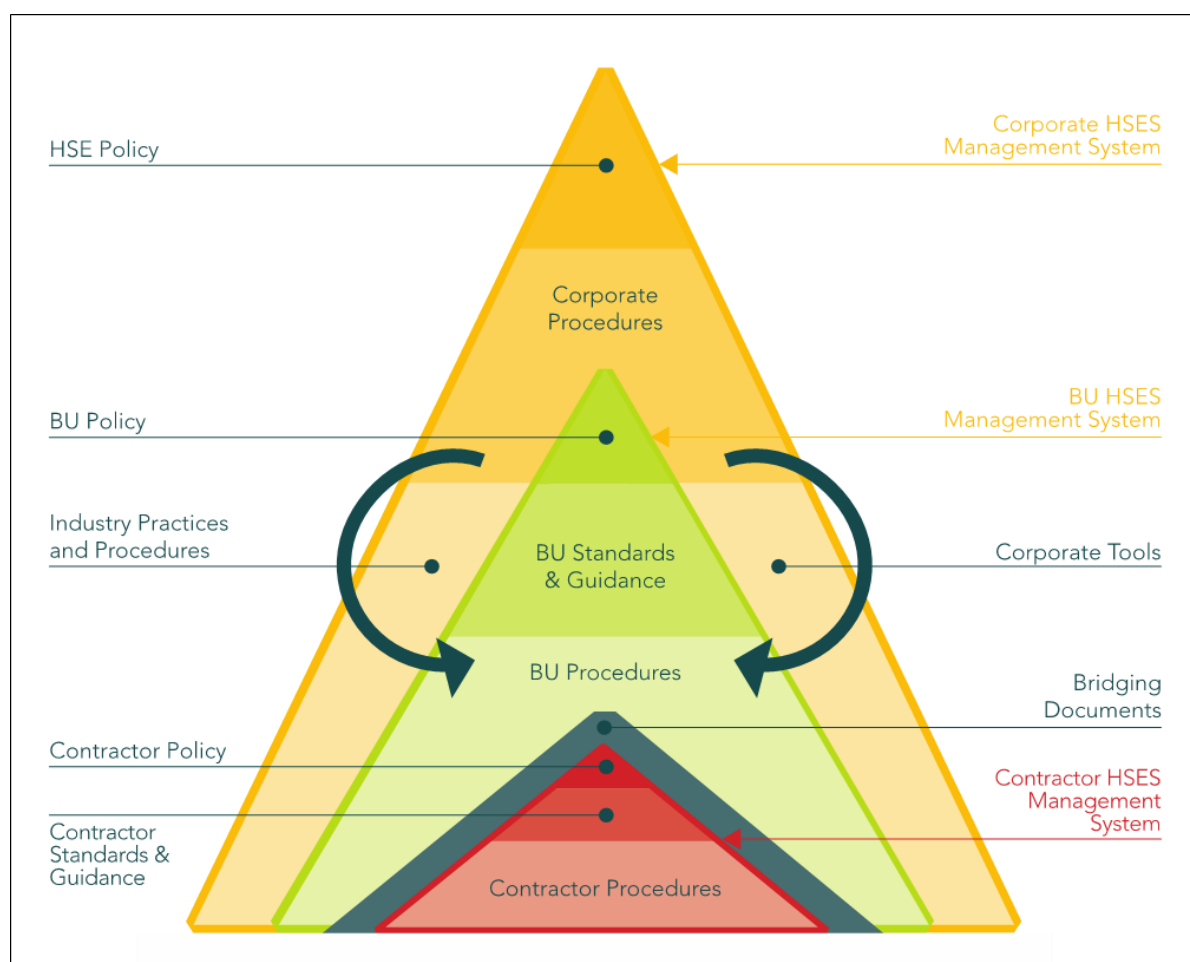 Corporate HSES
Management System
HSE Policy
Corporate
Procedures
BU HSES
Management System
BU Policy
Industry Practices
and Procedures
BU Standards
& Guidance
Corporate Tools
BU Procedures
Bridging
Documents
Contractor Policy
Contractor HSES
Management
System
Contractor
Standards &
Guidance
Contractor Procedures